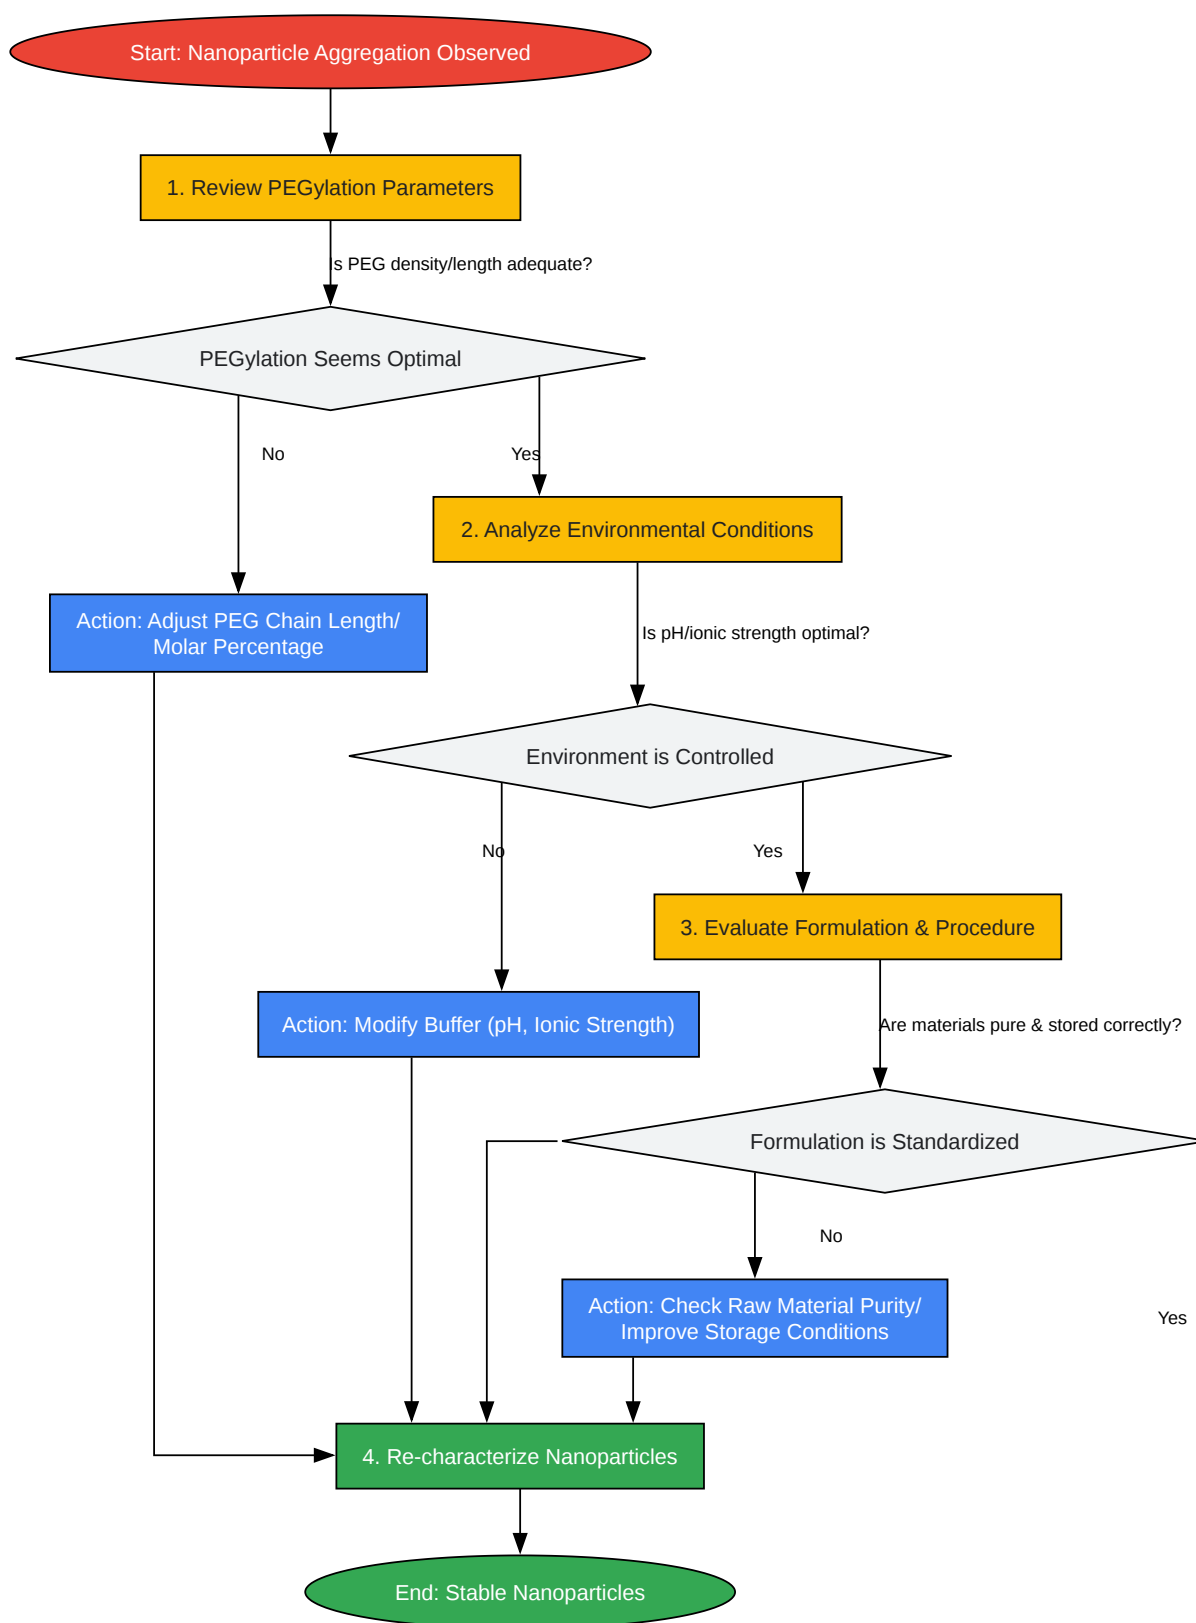 Start: Nanoparticle Aggregation Observed
1. Review PEGylation Parameters
Is PEG density/length adequate?
PEGylation Seems Optimal
No
Yes
2. Analyze Environmental Conditions
Action: Adjust PEG Chain Length/
Molar Percentage
Is pH/ionic strength optimal?
Environment is Controlled
No
Yes
3. Evaluate Formulation & Procedure
Action: Modify Buffer (pH, Ionic Strength)
Are materials pure & stored correctly?
Formulation is Standardized
No
Action: Check Raw Material Purity/
Improve Storage Conditions
Yes
4. Re-characterize Nanoparticles
End: Stable Nanoparticles